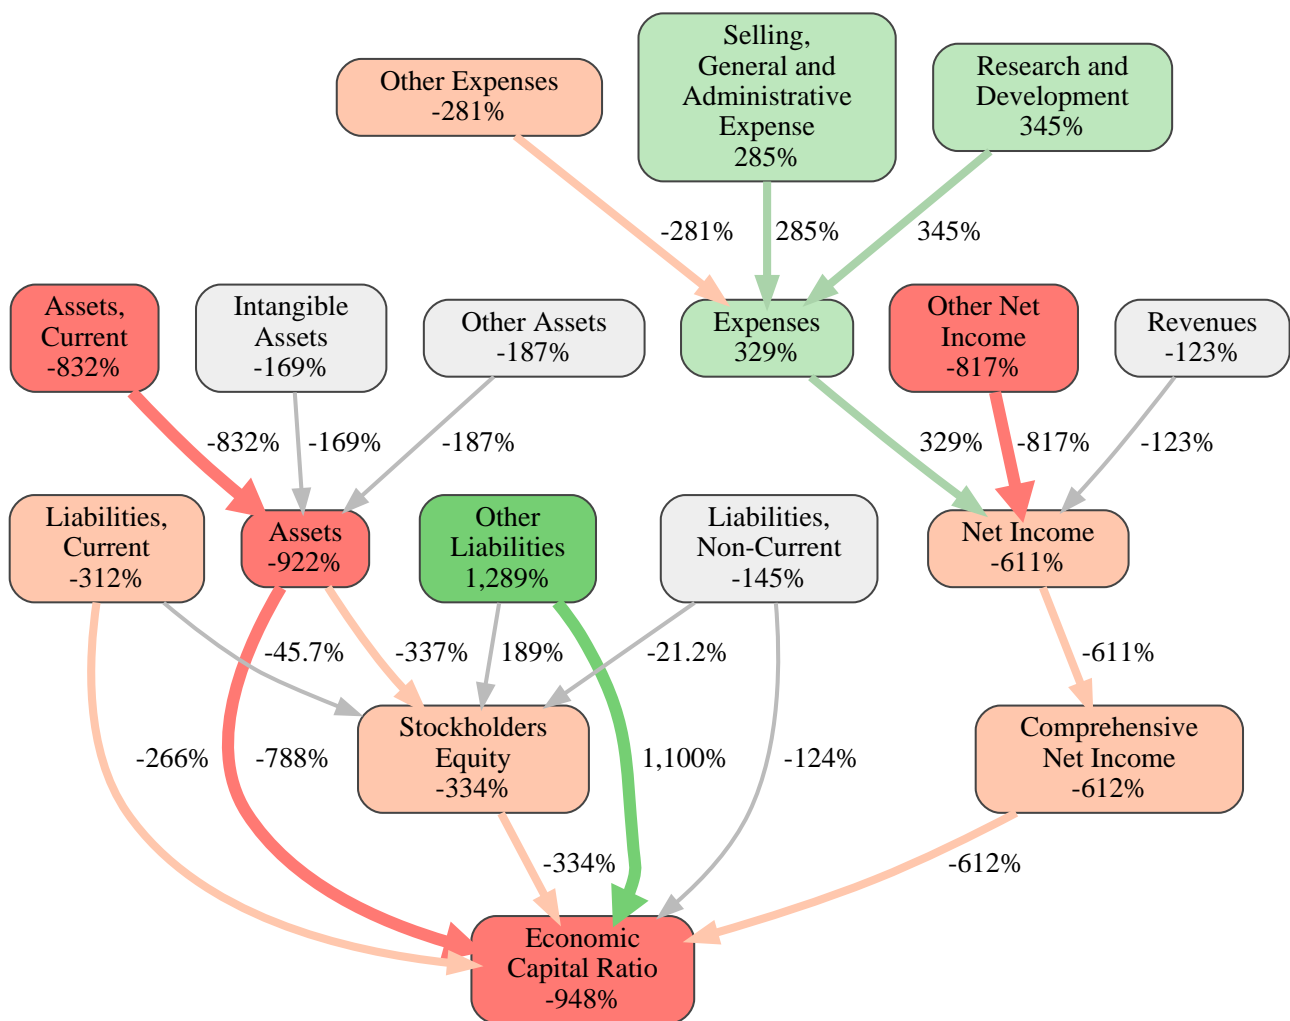 Selling,
General and
Administrative
Expense
285%
Other Expenses
-281%
Research and
Development
345%
-281%
285%
345%
Assets,
Current
-832%
Intangible
Assets
-169%
Other Assets
-187%
Expenses
329%
Other Net
Income
-817%
Revenues
-123%
-832%
-169%
-187%
329%
-817%
-123%
Liabilities,
Current
-312%
Assets
-922%
Other
Liabilities
1,289%
Liabilities,
Non-Current
-145%
Net Income
-611%
-45.7%
-337%
189%
-21.2%
-611%
Stockholders
Equity
-334%
Comprehensive
Net Income
-612%
-266%
-788%
1,100%
-124%
-334%
-612%
Economic
Capital Ratio
-948%